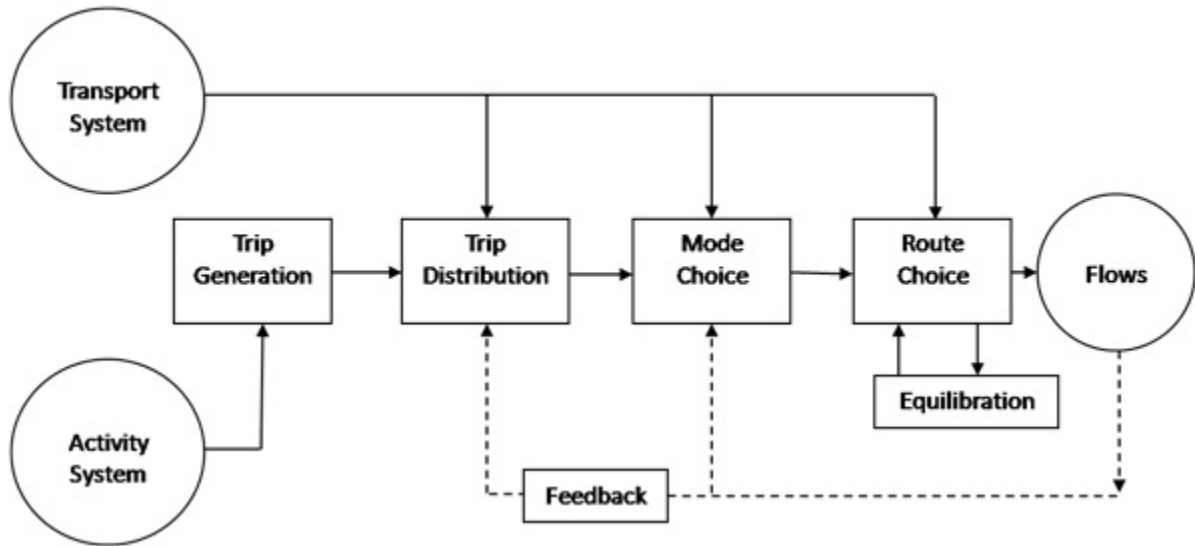 Transport
System
Trip
Generation
Trip
Distribution
Mode
Choice
Route
Choice
Flows
Equilibration
Activity
System
Feedback